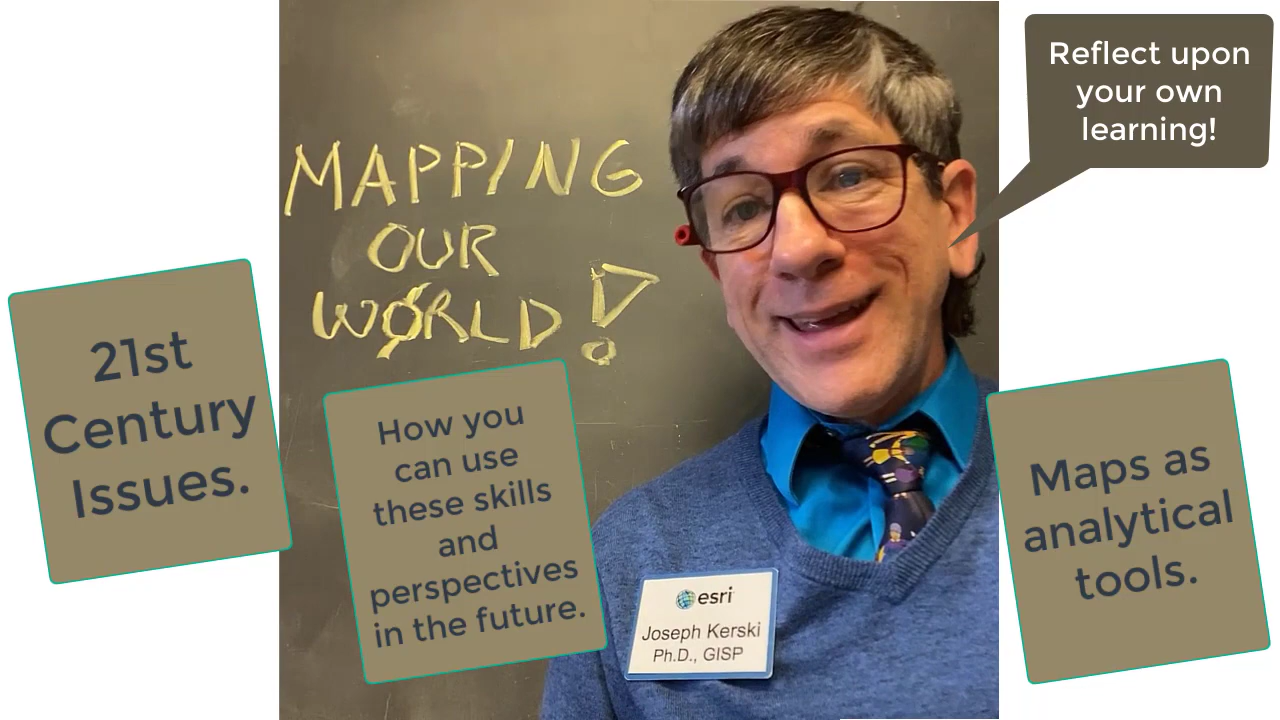 Reflect upon
your own
learning!
MAPPING
OUR
WORLD!
21st
Century
Issues.
How you
can use
these skills
and
perspectives
in the future.
Maps as
analytical
tools.
esri
Joseph Kerski
Ph.D., GISP